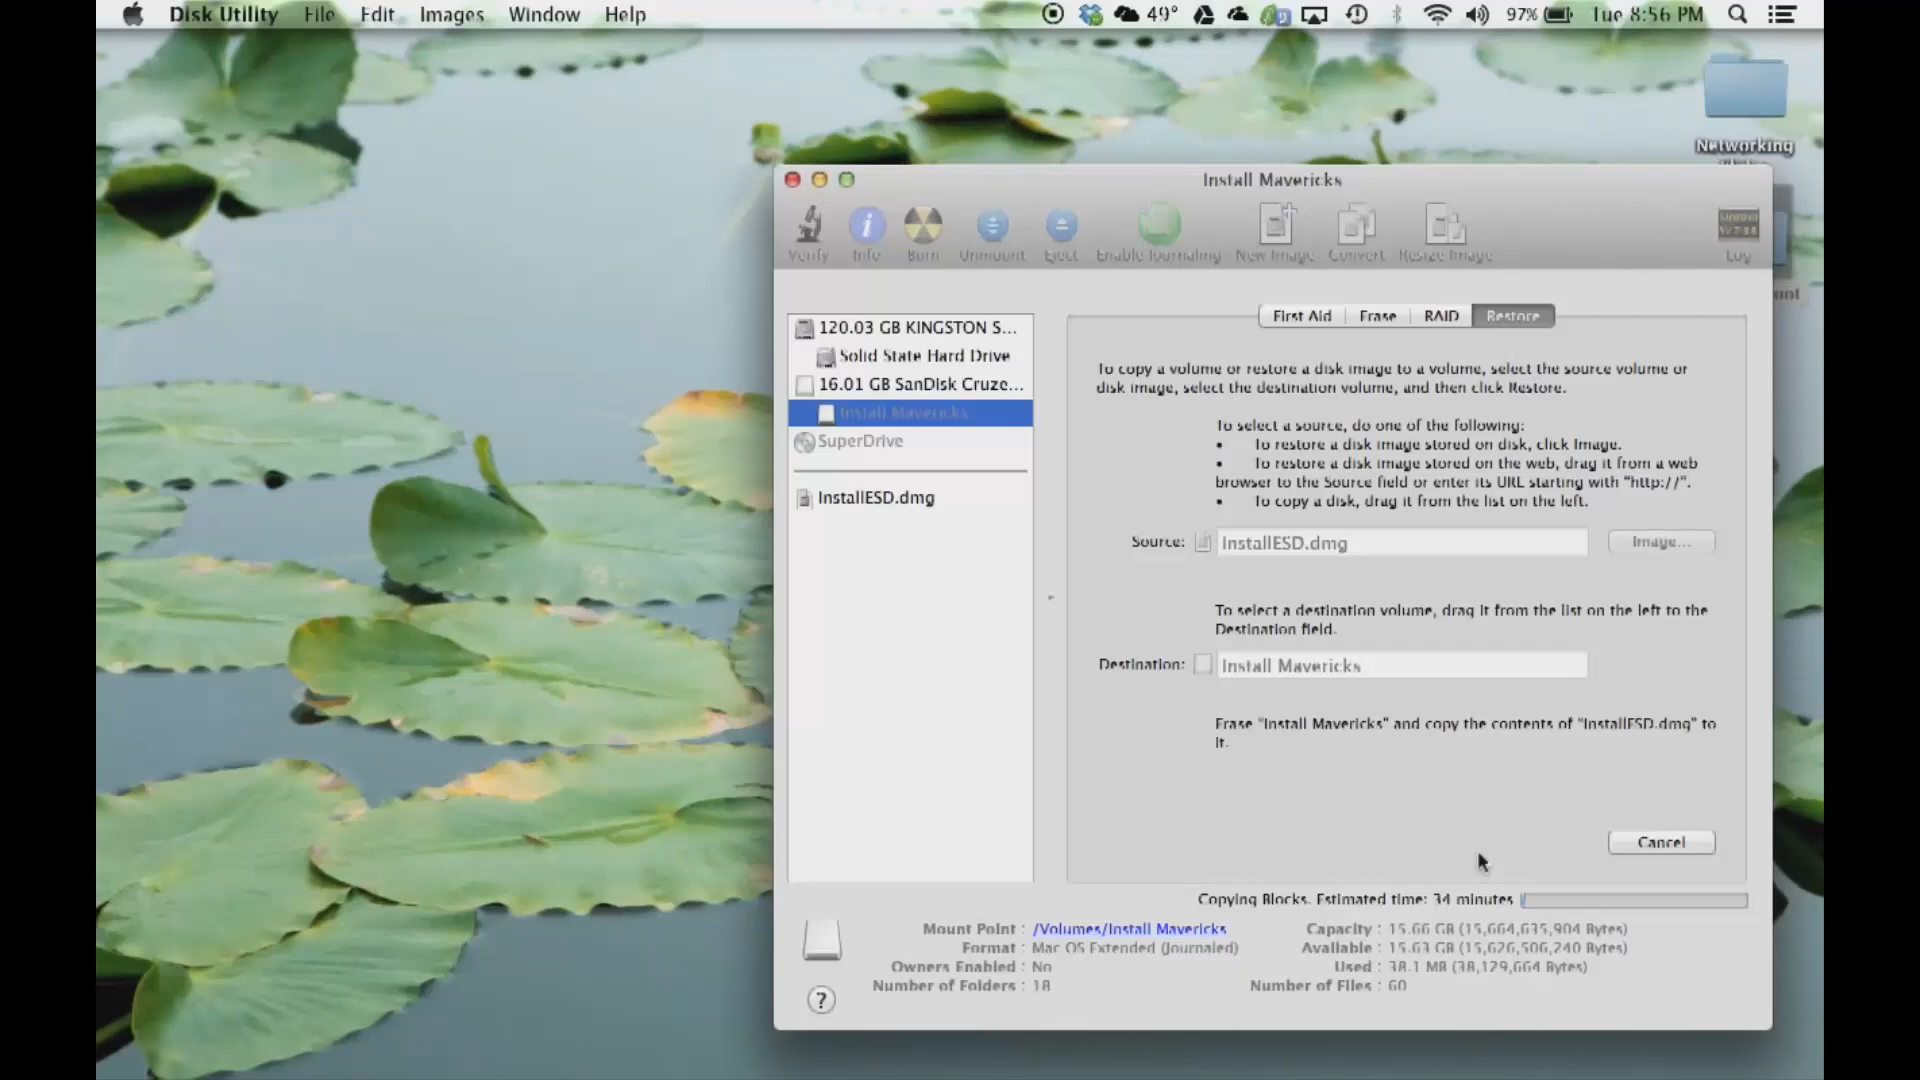 Disk Utility File Edit Images Window Help
49° 97% Tue 8:56 PM
Networking
Install Mavericks
Verify Info Burn Unmount Eject Enable Journaling New Image Convert Resize Image Log
120.03 GB KINGSTON S...
Solid State Hard Drive
16.01 GB SanDisk Cruze...
Install Mavericks
SuperDrive
InstallESD.dmg
First Aid Erase RAID Restore
To copy a volume or restore a disk image to a volume, select the source volume or
disk image, select the destination volume, and then click Restore.
To select a source, do one of the following:
• To restore a disk image stored on disk, click Image.
• To restore a disk image stored on the web, drag it from a web
browser to the Source field or enter its URL starting with "http://".
• To copy a disk, drag it from the list on the left.
Source: InstallESD.dmg Image...
To select a destination volume, drag it from the list on the left to the
Destination field.
Destination: Install Mavericks
Erase "Install Mavericks" and copy the contents of "InstallESD.dmg" to
it.
Cancel
Copying Blocks. Estimated time: 34 minutes
Mount Point : /Volumes/Install Mavericks
Format : Mac OS Extended (Journaled)
Owners Enabled : No
Number of Folders : 18
Capacity : 15.66 GB (15,664,635,904 Bytes)
Available : 15.63 GB (15,626,506,240 Bytes)
Used : 38.1 MB (38,129,664 Bytes)
Number of Files : 60
?